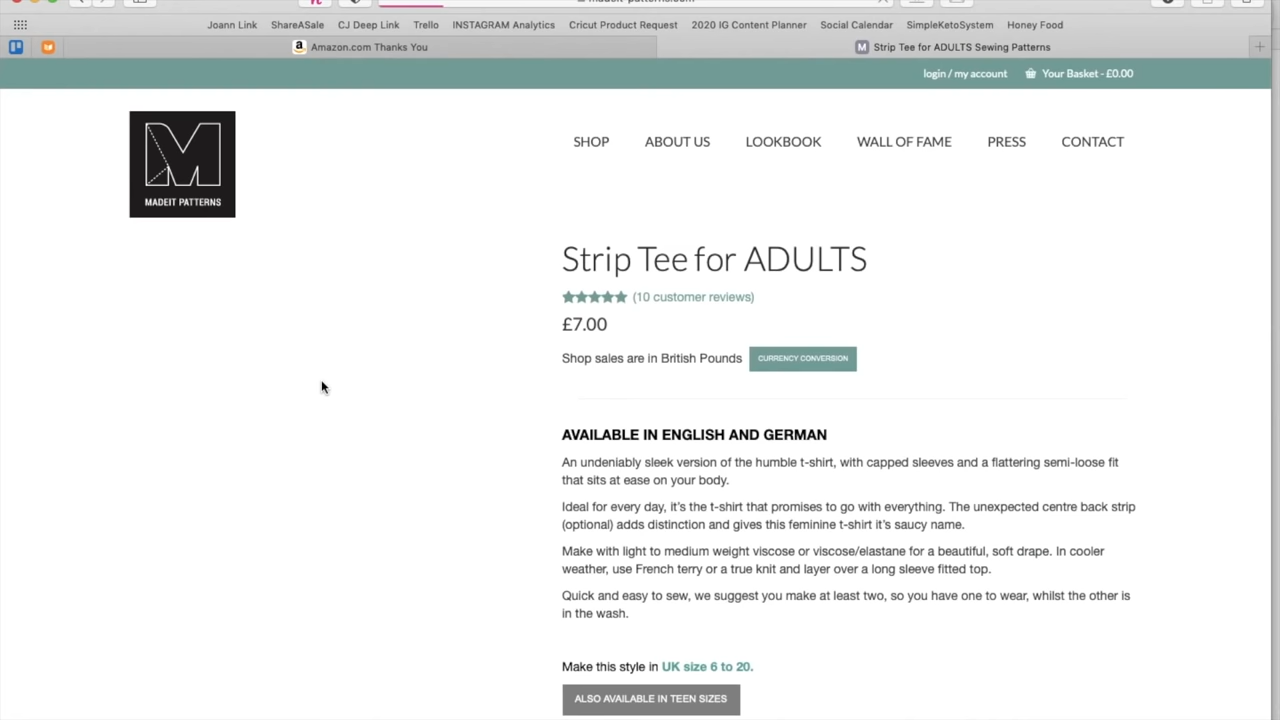 Joann Link ShareASale CJ Deep Link Trello INSTAGRAM Analytics Cricut Product Request 2020 IG Content Planner Social Calendar SimpleKetoSystem Honey Food
Amazon.com Thanks You
Strip Tee for ADULTS Sewing Patterns
login / my account Your Basket - £0.00
M
MADEIT PATTERNS
SHOP ABOUT US LOOKBOOK WALL OF FAME PRESS CONTACT
Strip Tee for ADULTS
(10 customer reviews)
£7.00
Shop sales are in British Pounds CURRENCY CONVERSION
AVAILABLE IN ENGLISH AND GERMAN
An undeniably sleek version of the humble t-shirt, with capped sleeves and a flattering semi-loose fit
that sits at ease on your body.
Ideal for every day, it's the t-shirt that promises to go with everything. The unexpected centre back strip
(optional) adds distinction and gives this feminine t-shirt it's saucy name.
Make with light to medium weight viscose or viscose/elastane for a beautiful, soft drape. In cooler
weather, use French terry or a true knit and layer over a long sleeve fitted top.
Quick and easy to sew, we suggest you make at least two, so you have one to wear, whilst the other is
in the wash.
Make this style in UK size 6 to 20.
ALSO AVAILABLE IN TEEN SIZES